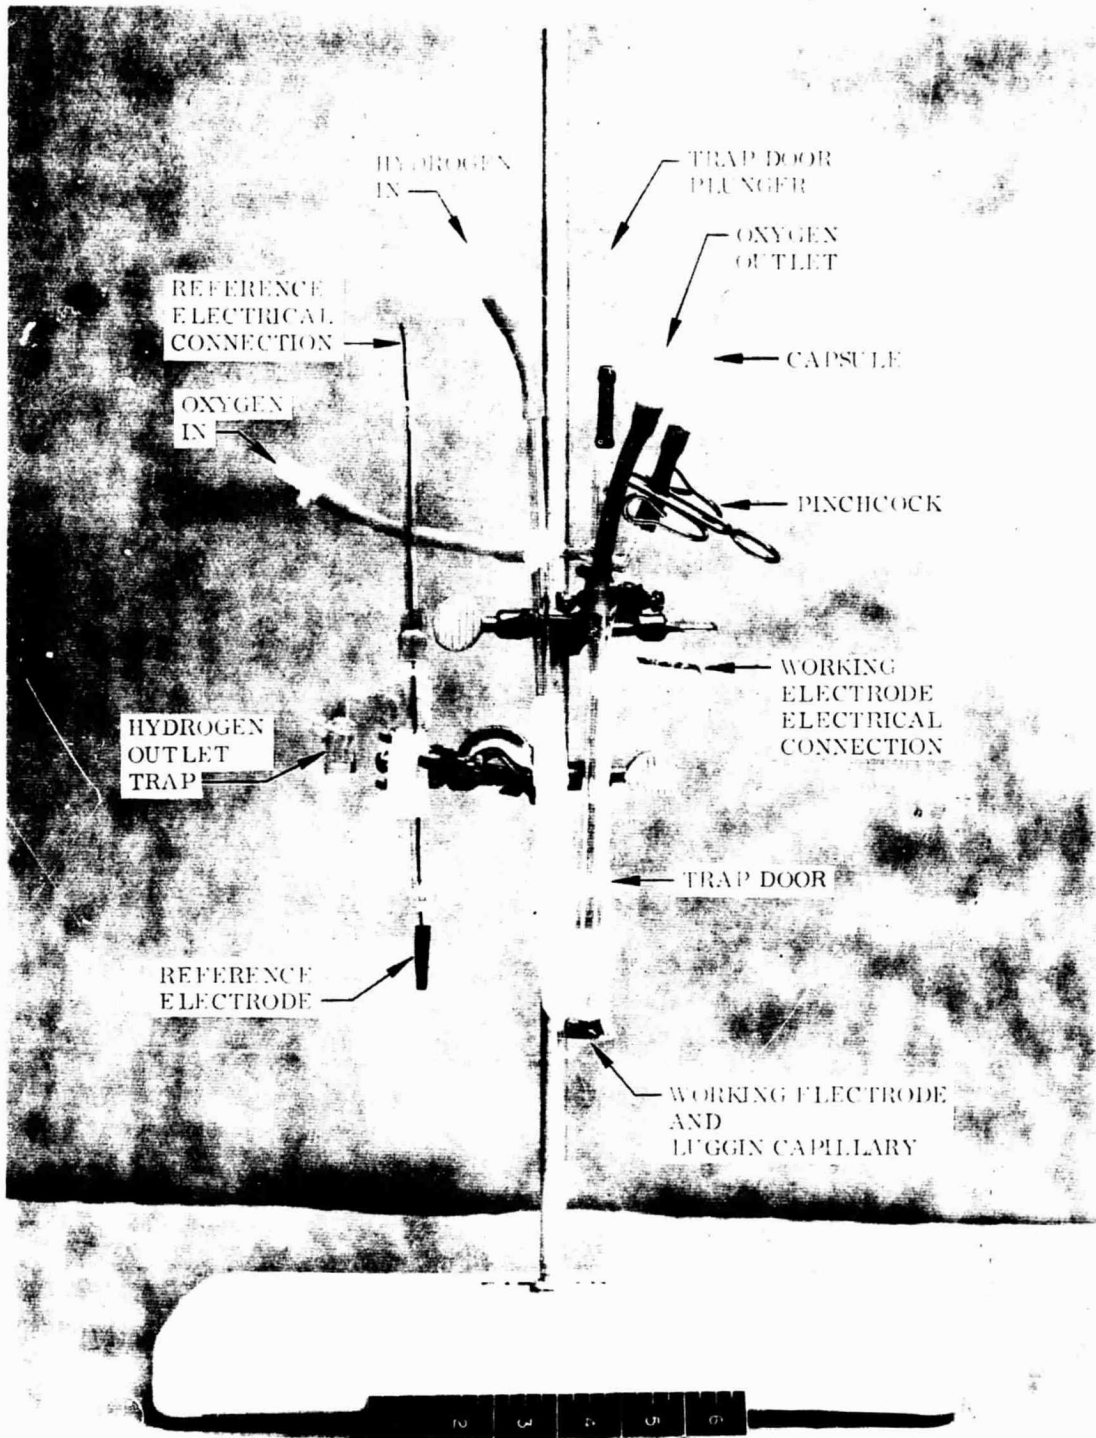 HYDROGEN
IN
TRAP DOOR
PLUNGER
OXYGEN
OUTLET
REFERENCE
ELECTRICAL
CONNECTION
CAPSULE
OXYGEN
IN
PINCHCOCK
WORKING
ELECTRODE
ELECTRICAL
CONNECTION
HYDROGEN
OUTLET
TRAP
TRAP DOOR
REFERENCE
ELECTRODE
WORKING ELECTRODE
AND
LUGGIN CAPILLARY
2 3 4 5 6